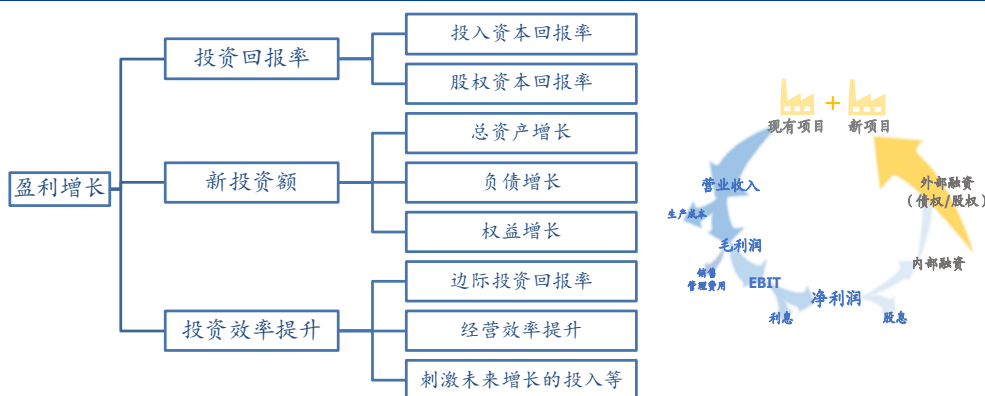 盈利增长
投资回报率
投入资本回报率
股权资本回报率
新投资额
总资产增长
负债增长
权益增长
投资效率提升
边际投资回报率
经营效率提升
刺激未来增长的投入等
+
现有项目
新项目
营业收入
生产成本
毛利润
销售
管理费用
EBIT
利息
净利润
股息
内部融资
外部融资
(债权/股权)